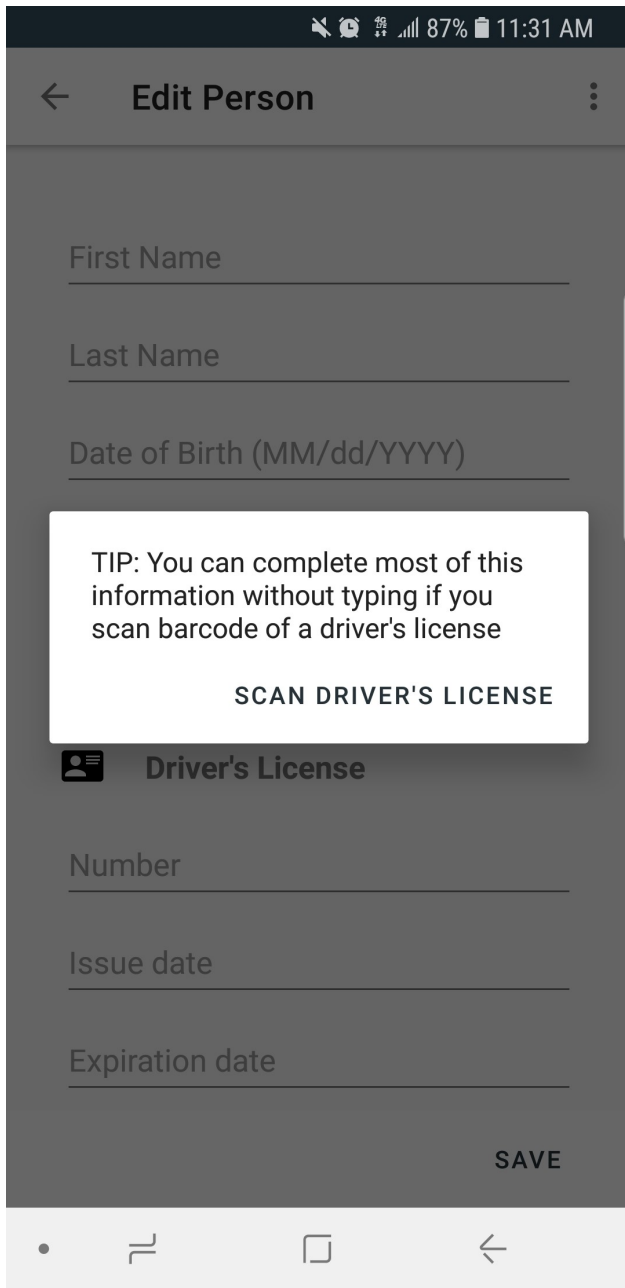 87% 11:31 AM
Edit Person
First Name
Last Name
Date of Birth (MM/dd/YYYY)
TIP: You can complete most of this
information without typing if you
scan barcode of a driver's license
SCAN DRIVER'S LICENSE
Driver's License
Number
Issue date
Expiration date
SAVE